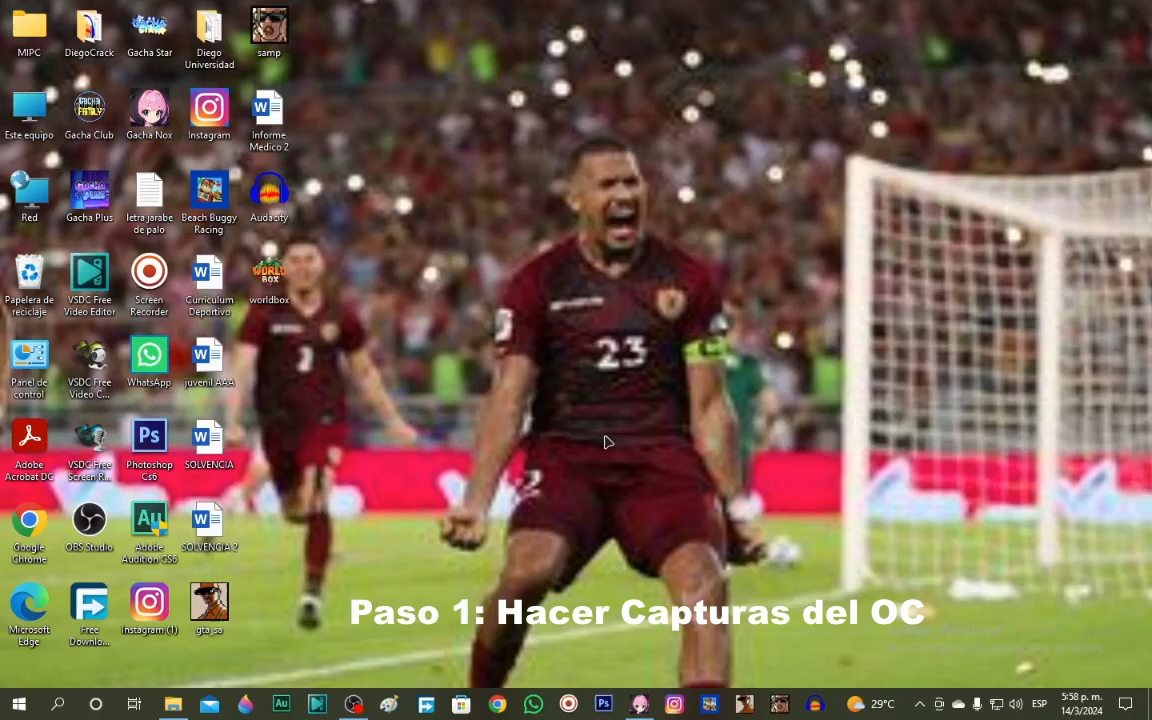 MIPC
DiegoCrack
Gacha Star
Diego
Universidad
samp
Este equipo
Gacha Club
Gacha Nox
Instagram
Informe
Medico 2
Red
Gacha Plus
letra jarabe
de palo
Beach Buggy
Racing
Audacity
Papelera de
reciclaje
VSDC Free
Video Editor
Screen
Recorder
Curriculum
Deportivo
worldbox
Panel de
control
VSDC Free
Video C...
WhatsApp
juvenil AAA
Adobe
Acrobat DC
VSDC Free
Screen R...
Photoshop
Cs6
SOLVENCIA
Google
Chrome
OBS Studio
Adobe
Audition CS6
SOLVENCIA 2
Microsoft
Edge
Free
Downlo...
Instagram (1)
gta_sa
23
Paso 1: Hacer Capturas del OC
29°C
ESP
5:58 p. m.
14/3/2024